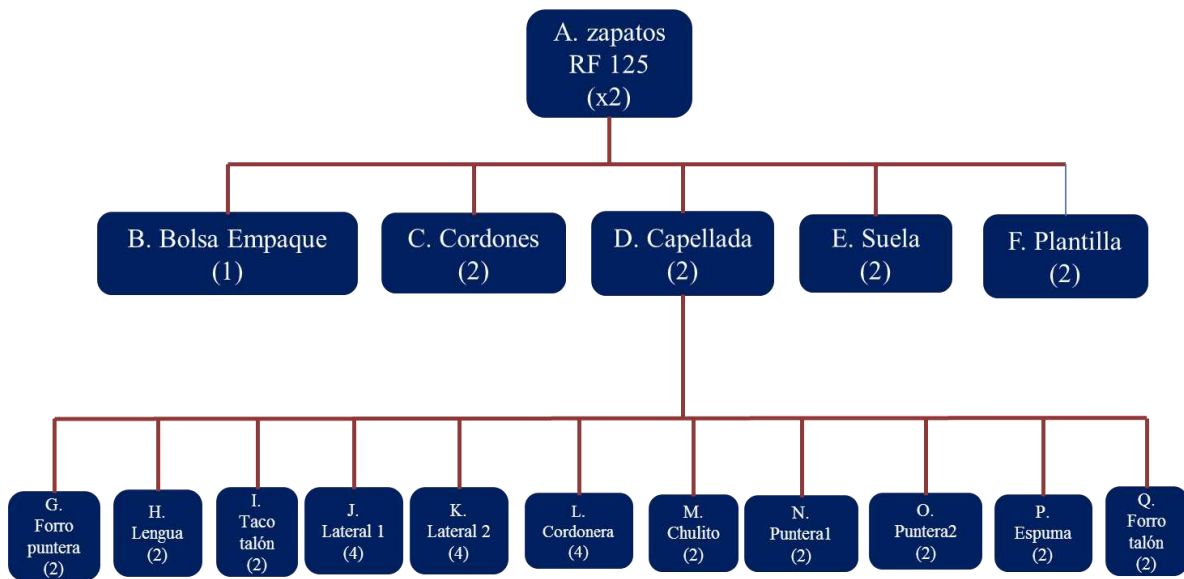 A. zapatos
RF 125
(x2)
B. Bolsa Empaque
(1)
C. Cordones
(2)
D. Capellada
(2)
E. Suela
(2)
F. Plantilla
(2)
G.
Forro
puntera
(2)
H.
Lengua
(2)
I.
Taco
talón
(2)
J.
Lateral 1
(4)
K.
Lateral 2
(4)
L.
Cordonera
(4)
M.
Chulito
(2)
N.
Puntera1
(2)
O.
Puntera2
(2)
P.
Espuma
(2)
Q.
Forro
talón
(2)